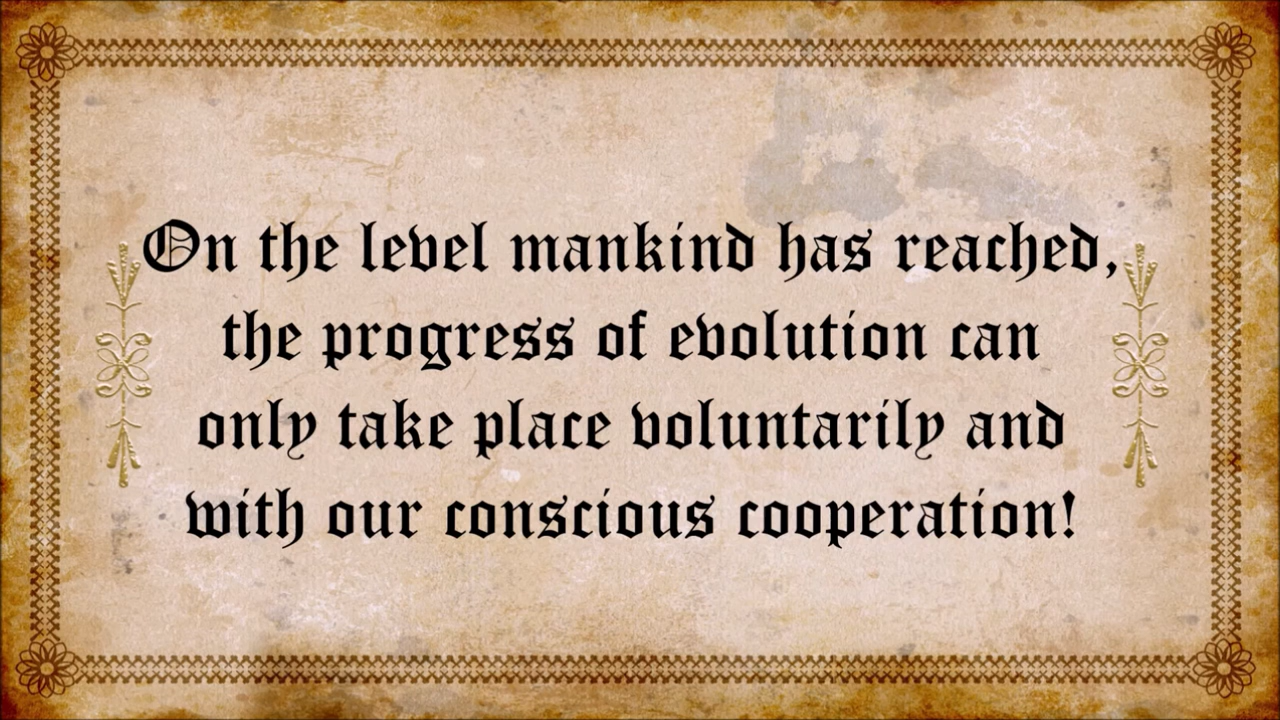 On the level mankind has reached,
the progress of evolution can
only take place voluntarily and
with our conscious cooperation!